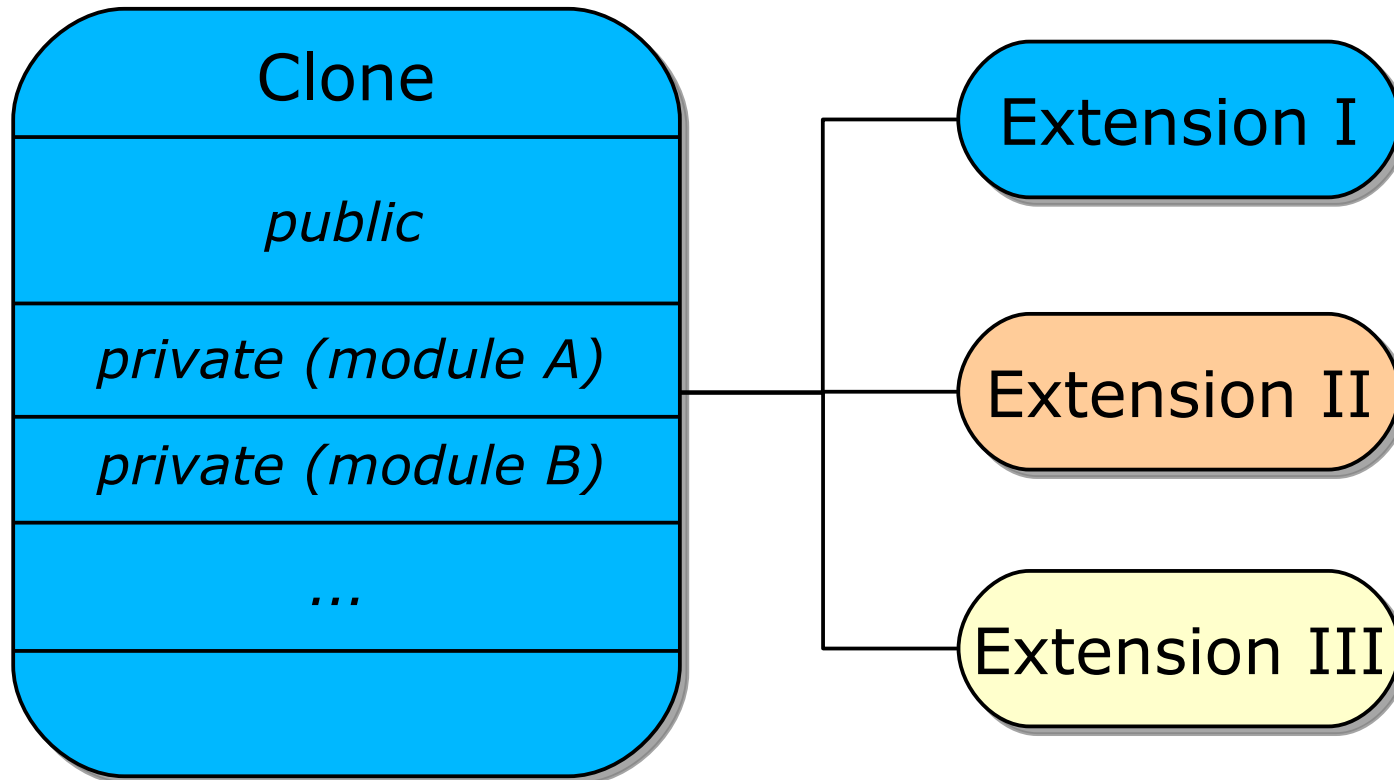 Clone
public
private (module A)
private (module B)
...
Extension I
Extension II
Extension III